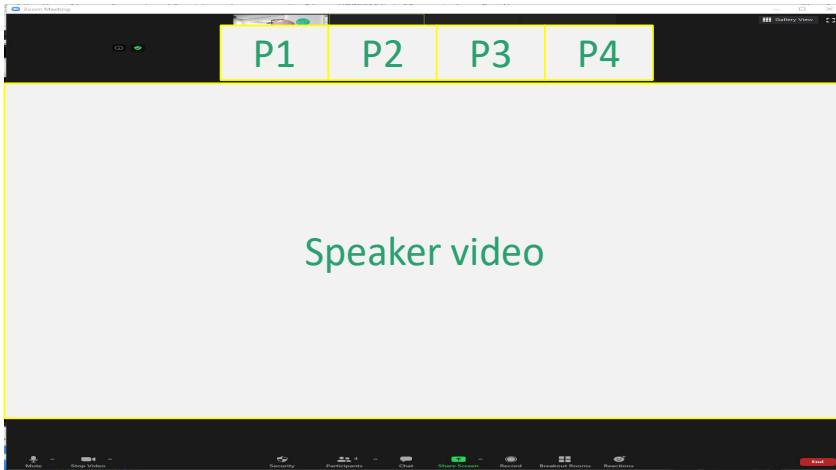 Zoom Meeting
Gallery View
P1 P2 P3 P4
Speaker video
Mute Stop Video Security Participants 4 Chat Share Screen Record Breakout Rooms Reactions End